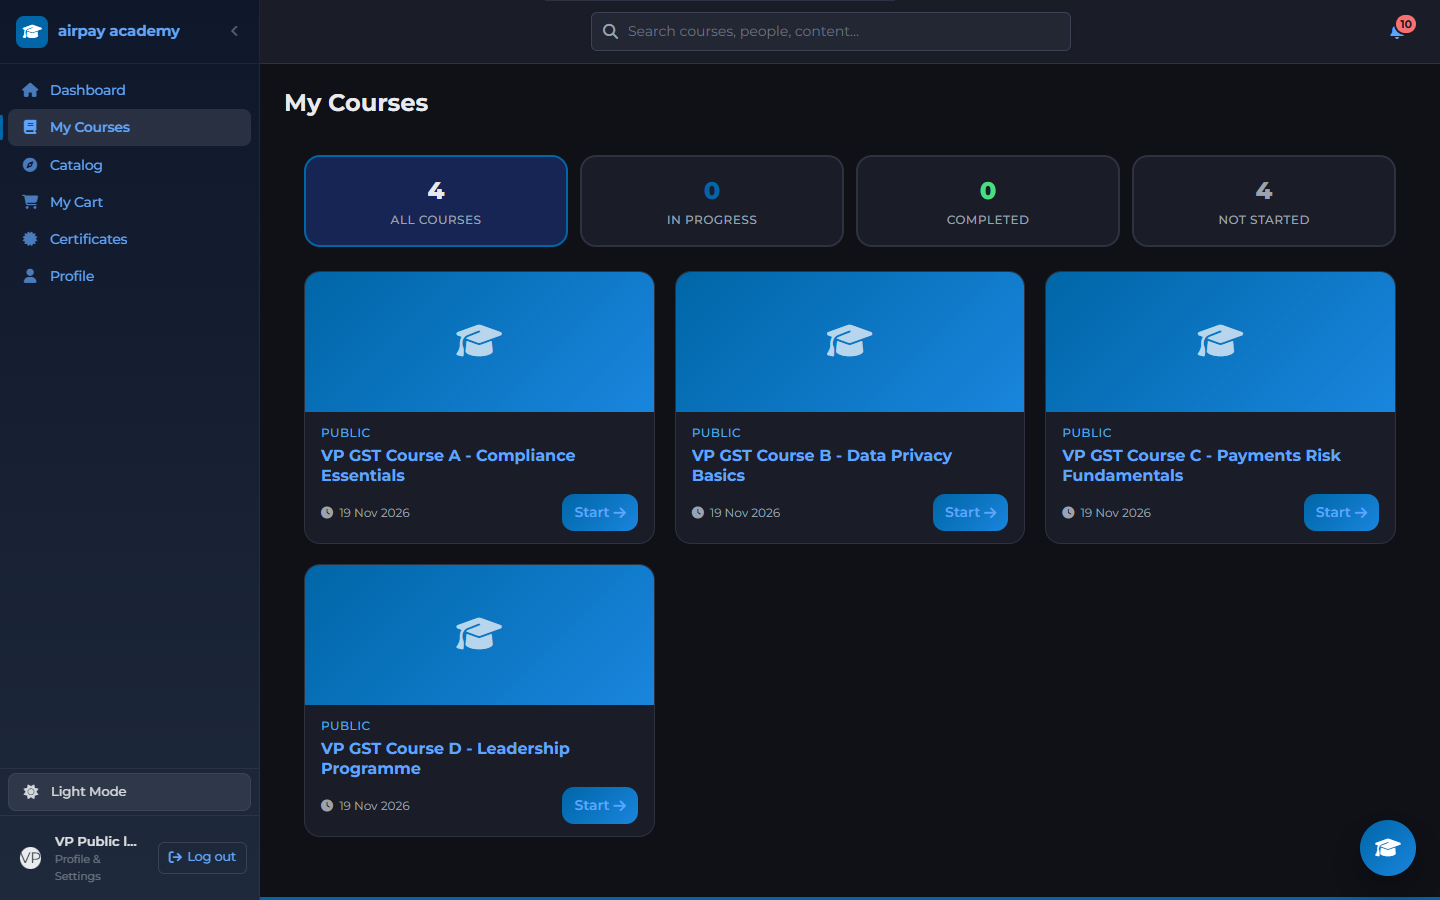 airpay academy
Search courses, people, content...
10
Dashboard
My Courses
Catalog
My Cart
Certificates
Profile
My Courses
4
ALL COURSES
0
IN PROGRESS
0
COMPLETED
4
NOT STARTED
PUBLIC
VP GST Course A - Compliance
Essentials
19 Nov 2026
Start →
PUBLIC
VP GST Course B - Data Privacy
Basics
19 Nov 2026
Start →
PUBLIC
VP GST Course C - Payments Risk
Fundamentals
19 Nov 2026
Start →
PUBLIC
VP GST Course D - Leadership
Programme
19 Nov 2026
Start →
Light Mode
VP
VP Public l...
Profile &
Settings
Log out